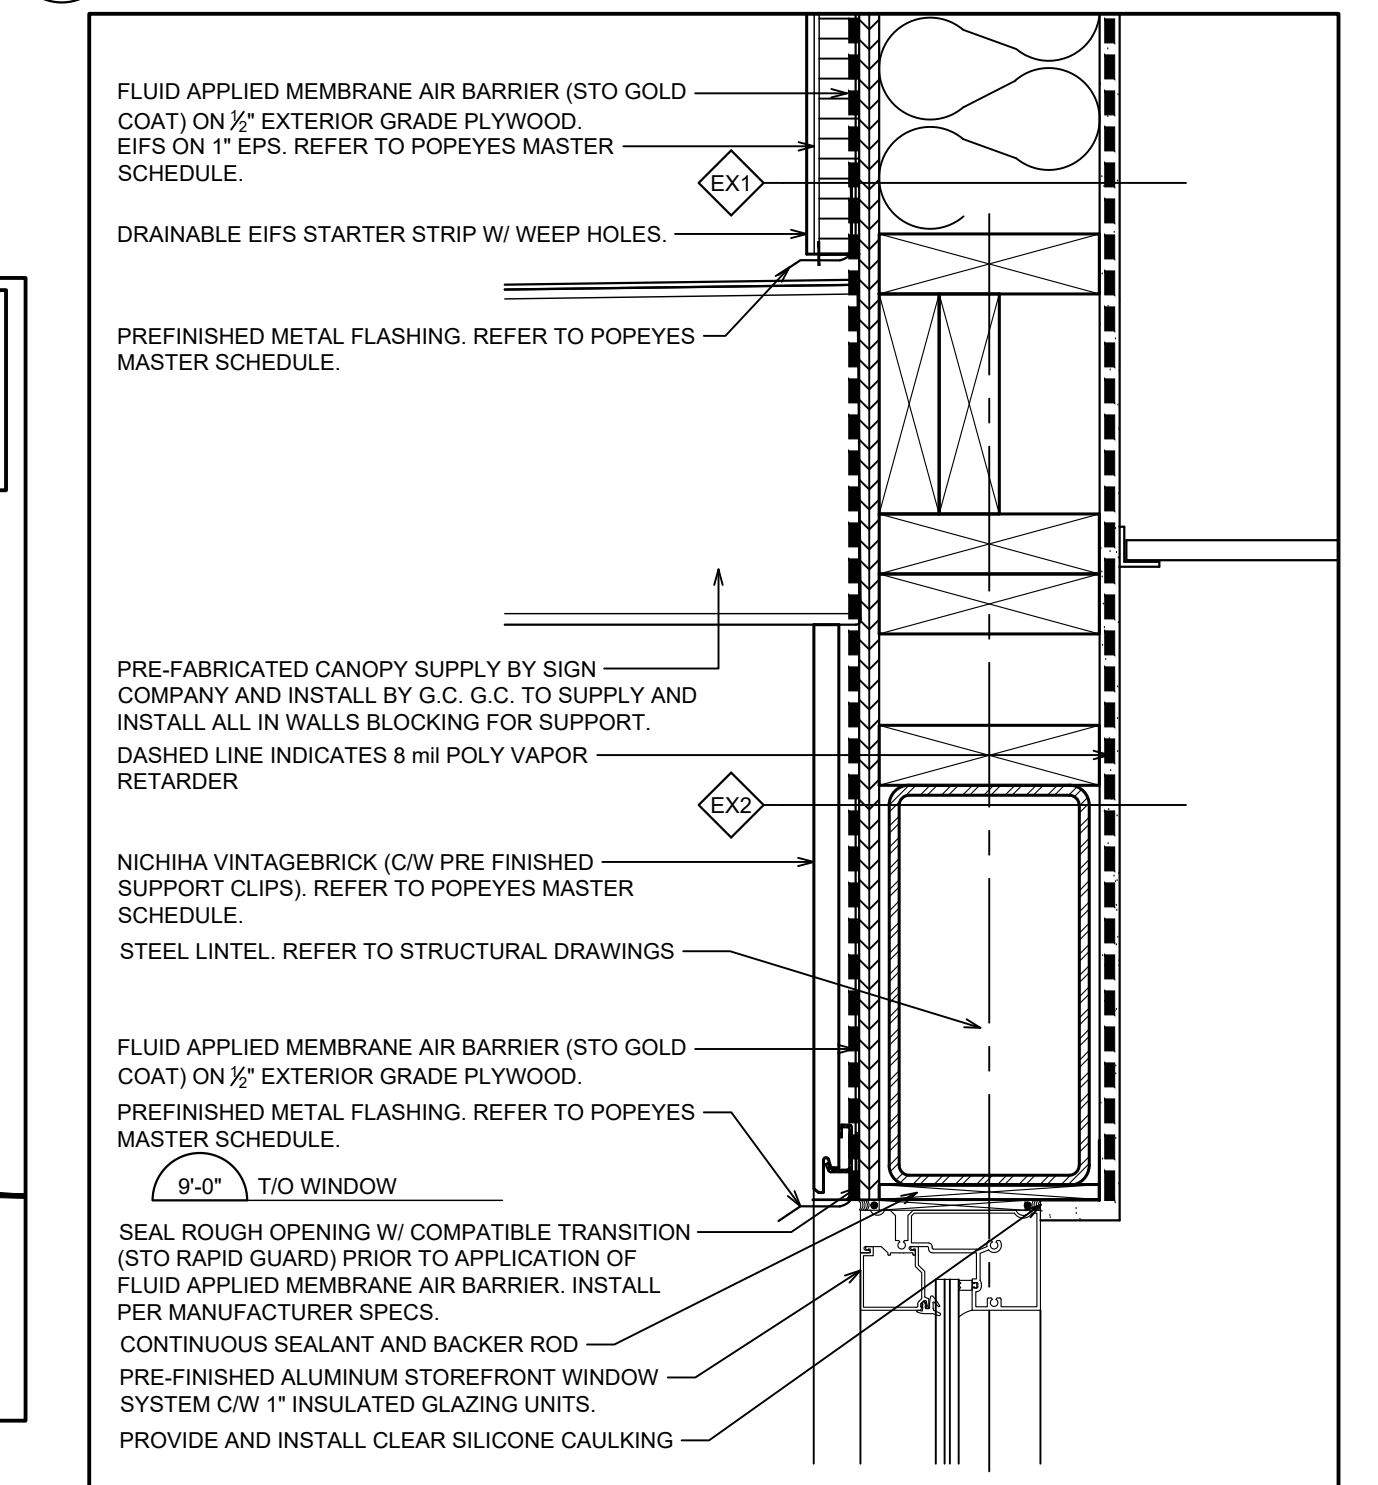 FLUID APPLIED MEMBRANE AIR BARRIER (STO GOLD
COAT) ON ½" EXTERIOR GRADE PLYWOOD.
EIFS ON 1" EPS. REFER TO POPEYES MASTER
SCHEDULE.
EX1
DRAINABLE EIFS STARTER STRIP W/ WEEP HOLES.
PREFINISHED METAL FLASHING. REFER TO POPEYES
MASTER SCHEDULE.
PRE-FABRICATED CANOPY SUPPLY BY SIGN
COMPANY AND INSTALL BY G.C. G.C. TO SUPPLY AND
INSTALL ALL IN WALLS BLOCKING FOR SUPPORT.
DASHED LINE INDICATES 8 mil POLY VAPOR
RETARDER
EX2
NICHIHA VINTAGEBRICK (C/W PRE FINISHED
SUPPORT CLIPS). REFER TO POPEYES MASTER
SCHEDULE.
STEEL LINTEL. REFER TO STRUCTURAL DRAWINGS
FLUID APPLIED MEMBRANE AIR BARRIER (STO GOLD
COAT) ON ½" EXTERIOR GRADE PLYWOOD.
PREFINISHED METAL FLASHING. REFER TO POPEYES
MASTER SCHEDULE.
9'-0" T/O WINDOW
SEAL ROUGH OPENING W/ COMPATIBLE TRANSITION
(STO RAPID GUARD) PRIOR TO APPLICATION OF
FLUID APPLIED MEMBRANE AIR BARRIER. INSTALL
PER MANUFACTURER SPECS.
CONTINUOUS SEALANT AND BACKER ROD
PRE-FINISHED ALUMINUM STOREFRONT WINDOW
SYSTEM C/W 1" INSULATED GLAZING UNITS.
PROVIDE AND INSTALL CLEAR SILICONE CAULKING